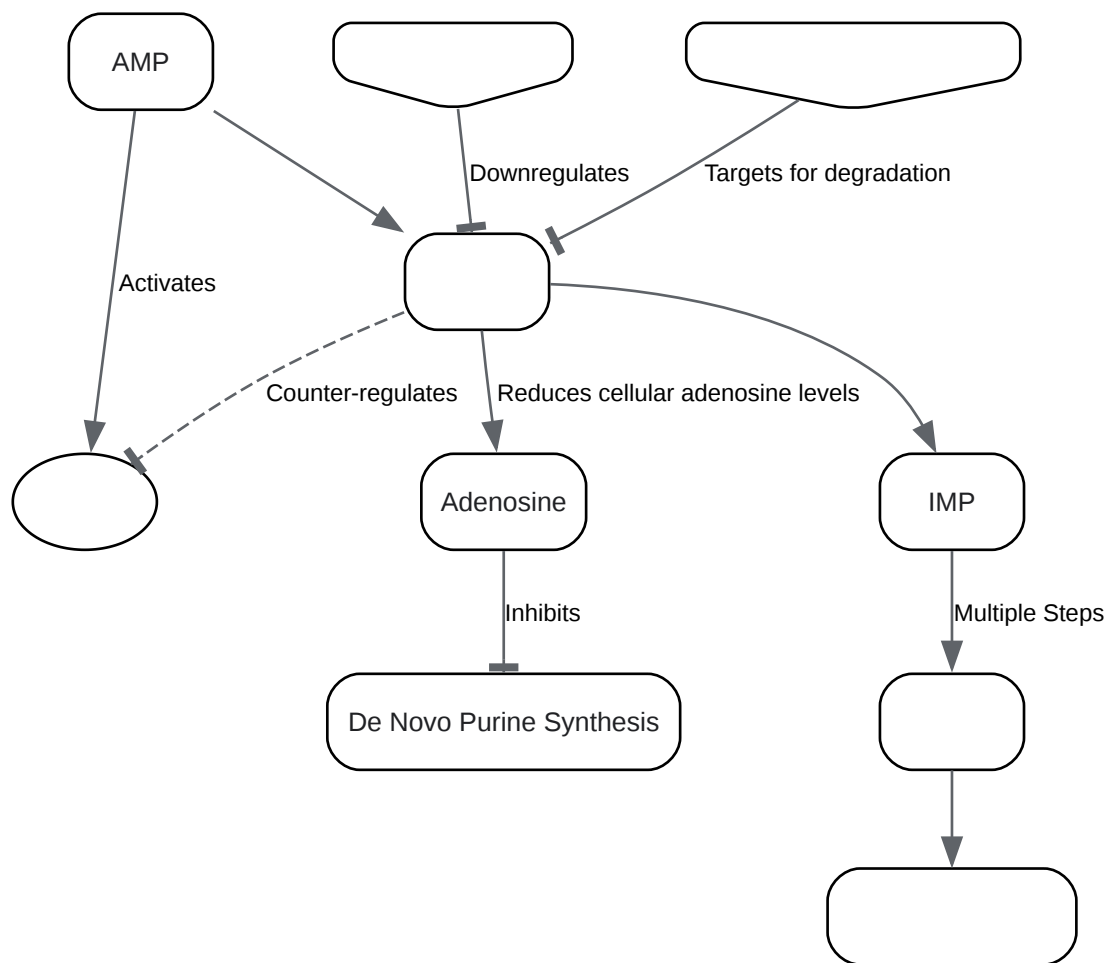 AMP
Downregulates
Targets for degradation
Activates
Counter-regulates
Reduces cellular adenosine levels
Adenosine
IMP
Inhibits
Multiple Steps
De Novo Purine Synthesis